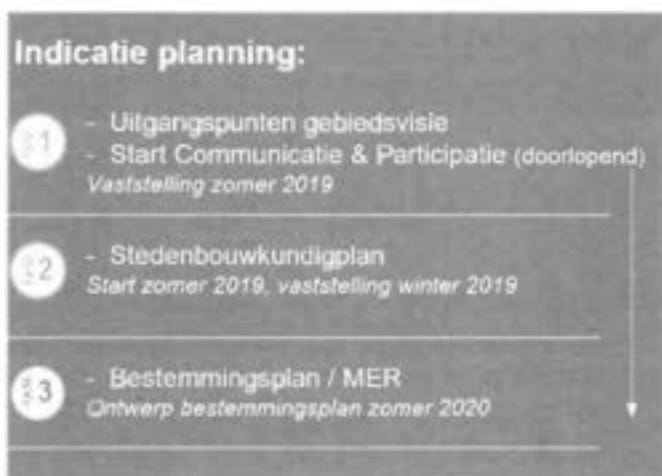 Indicatie planning:
1
- Uitgangspunten gebiedsvisie
- Start Communicatie & Participatie (doorlopend)
Vaststelling zomer 2019
2
- Stedenbouwkundigplan
Start zomer 2019, vaststelling winter 2019
3
- Bestemmingsplan / MER
Ontwerp bestemmingsplan zomer 2020